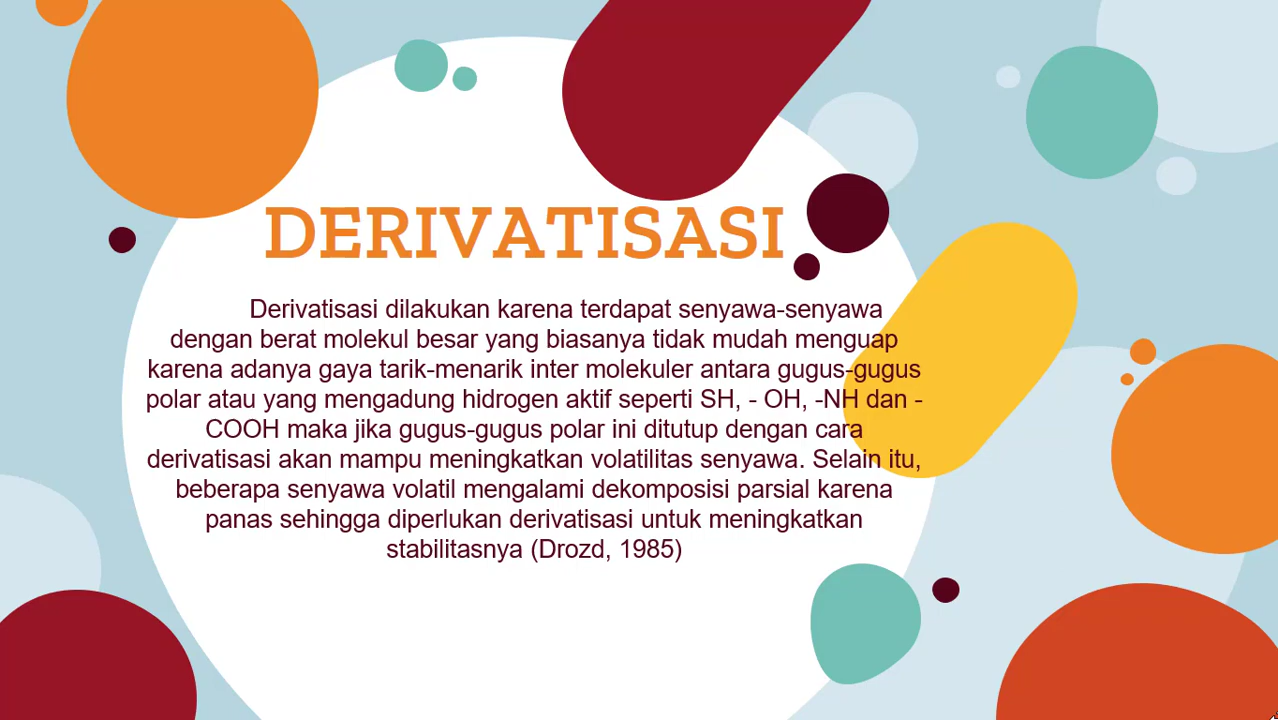 DERIVATISASI
Derivatisasi dilakukan karena terdapat senyawa-senyawa
dengan berat molekul besar yang biasanya tidak mudah menguap
karena adanya gaya tarik-menarik inter molekuler antara gugus-gugus
polar atau yang mengadung hidrogen aktif seperti SH, - OH, -NH dan -
COOH maka jika gugus-gugus polar ini ditutup dengan cara
derivatisasi akan mampu meningkatkan volatilitas senyawa. Selain itu,
beberapa senyawa volatil mengalami dekomposisi parsial karena
panas sehingga diperlukan derivatisasi untuk meningkatkan
stabilitasnya (Drozd, 1985)